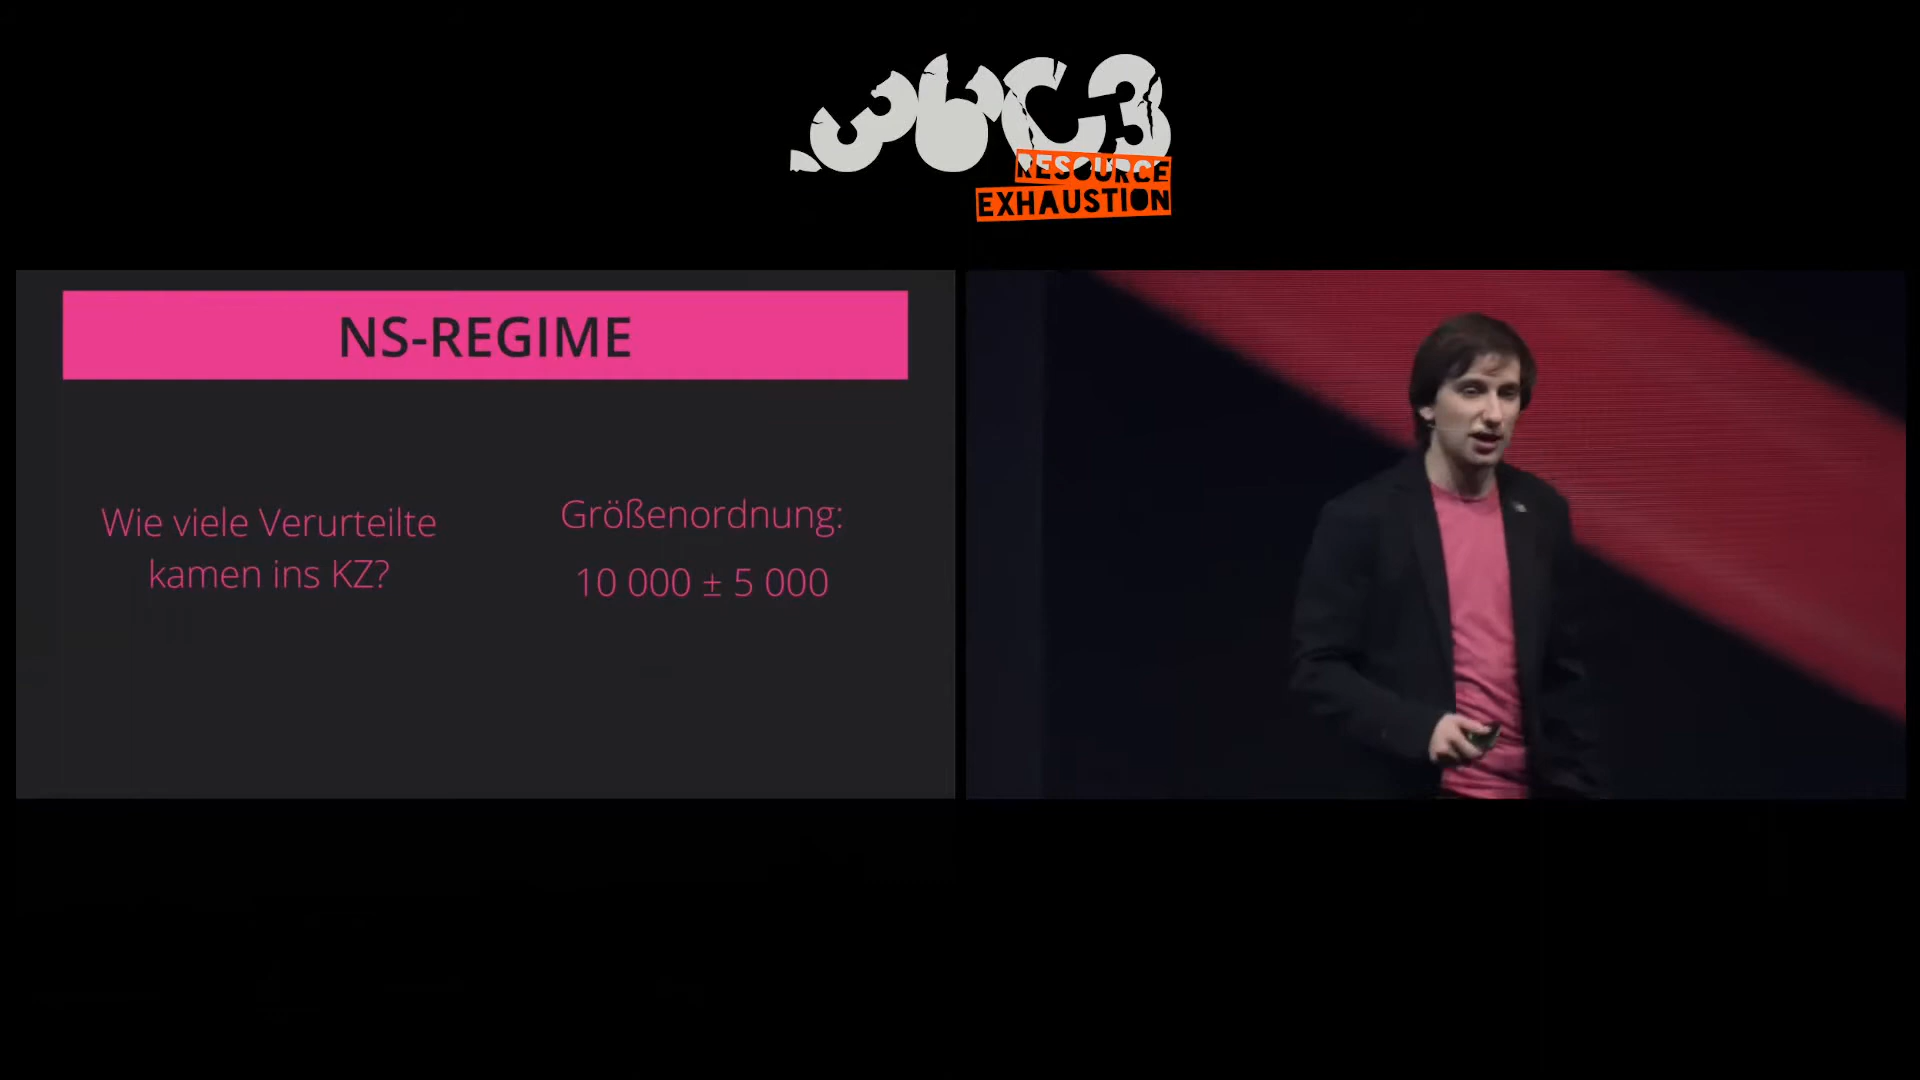 36C3
RESOURCE
EXHAUSTION
NS-REGIME
Wie viele Verurteilte
kamen ins KZ?
Größenordnung:
10 000 ± 5 000